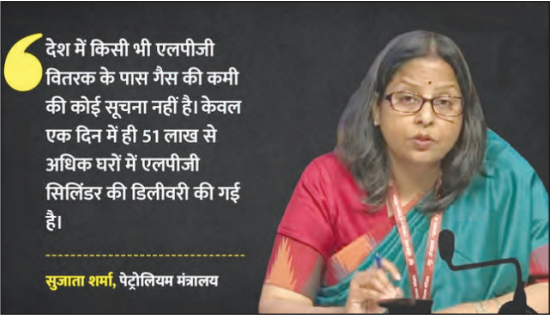 देश में किसी भी एलपीजी
वितरक के पास गैस की कमी
की कोई सूचना नहीं है। केवल
एक दिन में ही 51 लाख से
अधिक घरों में एलपीजी
सिलिंडर की डिलीवरी की गई
है।
सुजाता शर्मा, पेट्रोलियम मंत्रालय